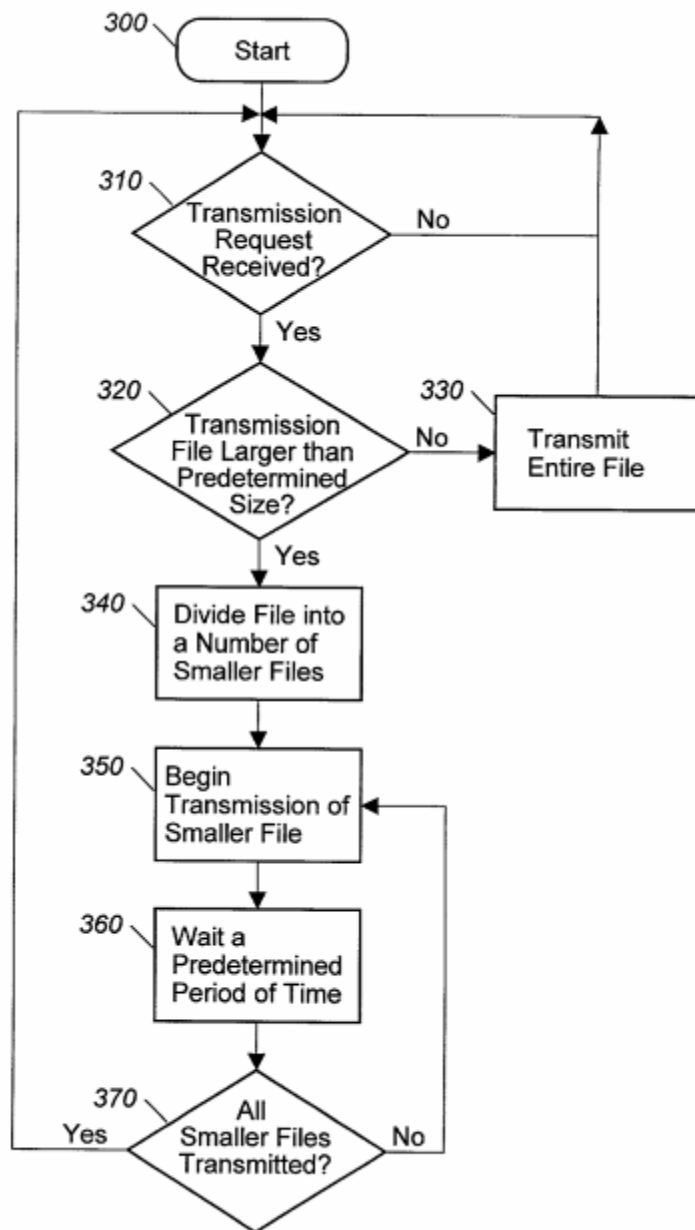 300
Start
310
Transmission
Request
Received?
No
Yes
320
Transmission
File Larger than
Predetermined
Size?
No
330
Transmit
Entire File
Yes
340
Divide File into
a Number of
Smaller Files
350
Begin
Transmission of
Smaller File
360
Wait a
Predetermined
Period of Time
370
All
Smaller Files
Transmitted?
Yes
No